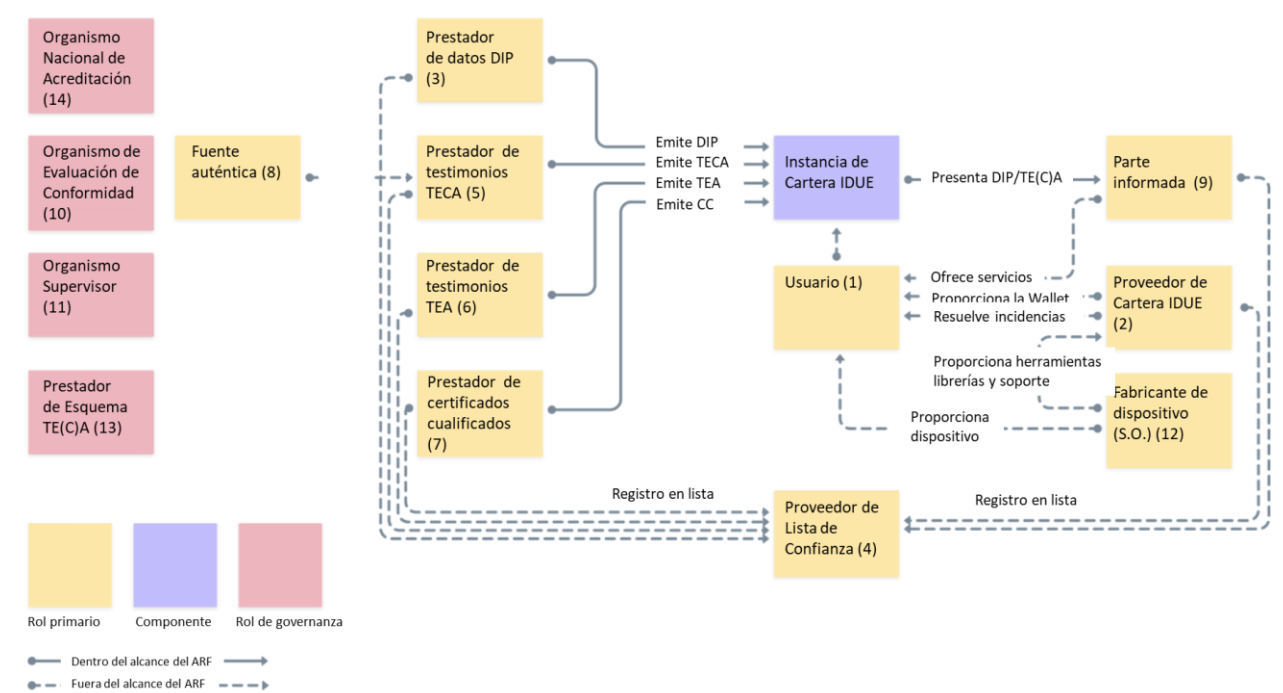 Organismo
Nacional de
Acreditación
(14)
Organismo de
Evaluación de
Conformidad
(10)
Organismo
Supervisor
(11)
Prestador
de Esquema
TE(C)A (13)
Fuente
auténtica (8)
Prestador
de datos DIP
(3)
Prestador de
testimonios
TECA (5)
Prestador de
testimonios
TEA (6)
Prestador de
certificados
cualificados
(7)
Emite DIP
Emite TECA
Emite TEA
Emite CC
Instancia de
Cartera IDUE
Presenta DIP/TE(C)A
Parte
informada (9)
Usuario (1)
Ofrece servicios
Proporciona la Wallet
Resuelve incidencias
Proveedor de
Cartera IDUE
(2)
Proporciona herramientas
librerías y soporte
Proporciona
dispositivo
Fabricante de
dispositivo
(S.O.) (12)
Registro en lista
Proveedor de
Lista de
Confianza (4)
Registro en lista
Rol primario
Componente
Rol de governanza
Dentro del alcance del ARF
Fuera del alcance del ARF